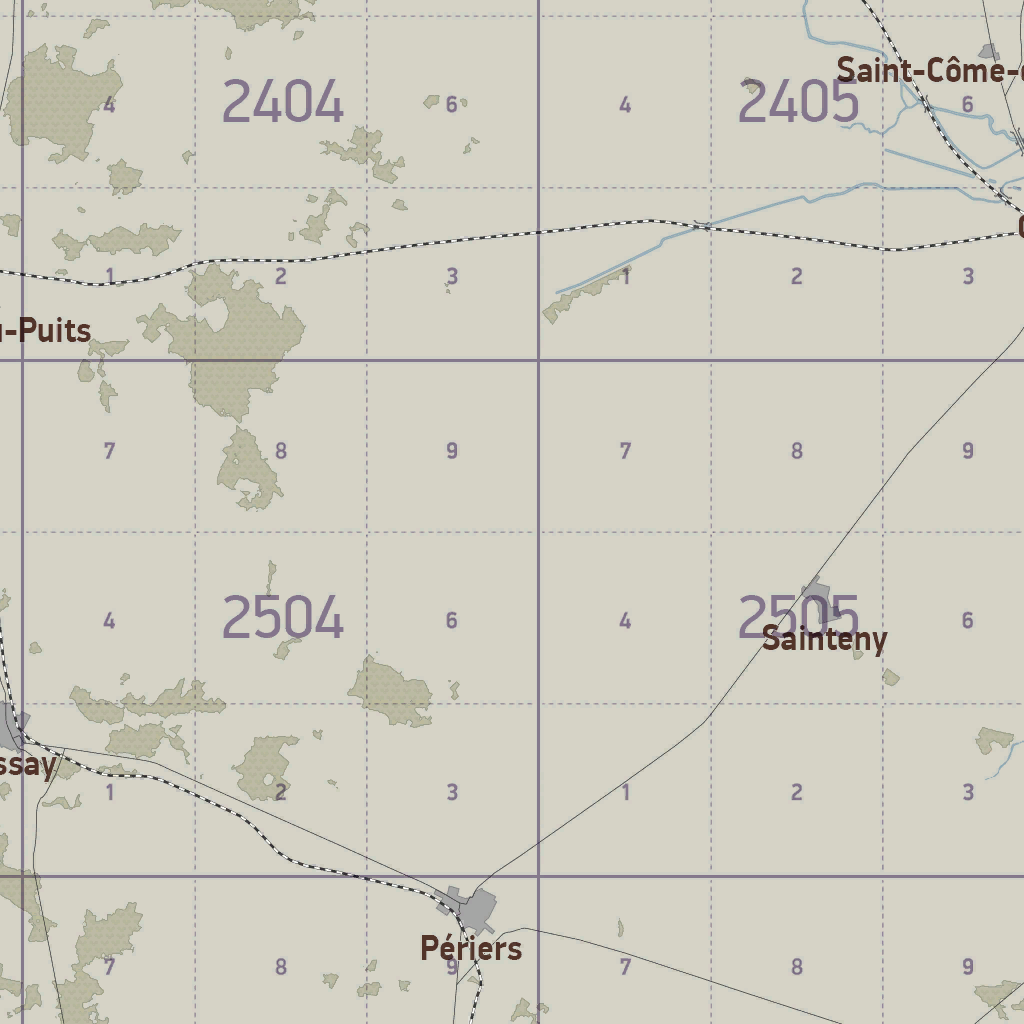 Saint-Côme-
4 2404 6 4 2405 6
1 2 3 1 2 3
-Puits
7 8 9 7 8 9
4 2504 6 4 2505 6
Sainteny
ssay
1 2 3 1 2 3
Périers
7 8 9 7 8 9